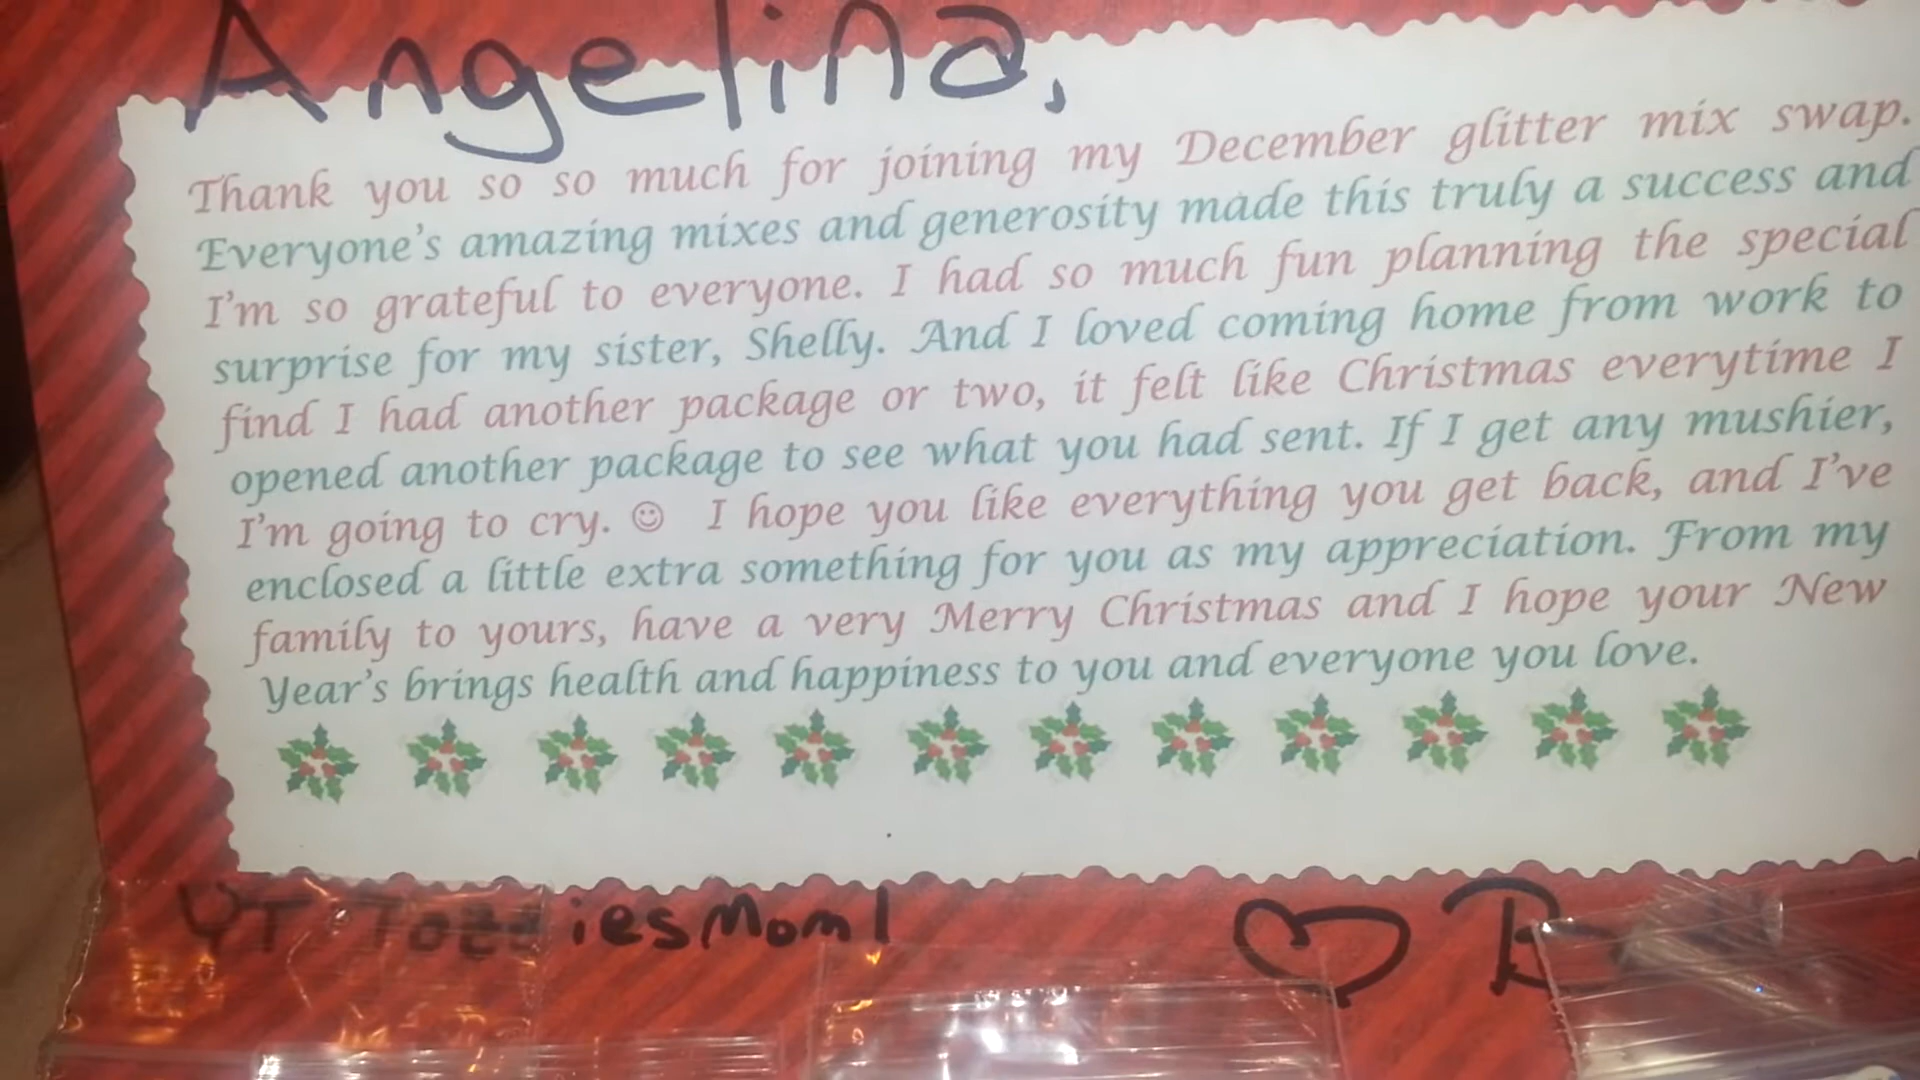 Angelina,
Thank you so so much for joining my December glitter mix swap.
Everyone's amazing mixes and generosity made this truly a success and
I'm so grateful to everyone. I had so much fun planning the special
surprise for my sister, Shelly. And I loved coming home from work to
find I had another package or two, it felt like Christmas everytime I
opened another package to see what you had sent. If I get any mushier,
I'm going to cry. ☺ I hope you like everything you get back, and I've
enclosed a little extra something for you as my appreciation. From my
family to yours, have a very Merry Christmas and I hope your New
Year's brings health and happiness to you and everyone you love.
YT
♡ B